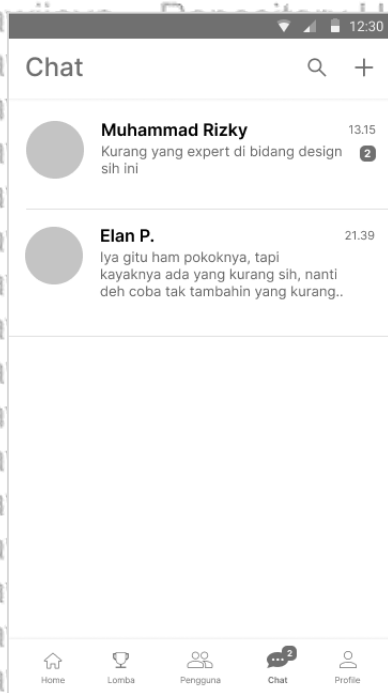 12:30
Chat
Muhammad Rizky
13.15
Kurang yang expert di bidang design
2
sih ini
Elan P.
21.39
Iya gitu ham pokoknya, tapi
kayaknya ada yang kurang sih, nanti
deh coba tak tambahin yang kurang..
2
Home
Lomba
Pengguna
Chat
Profile